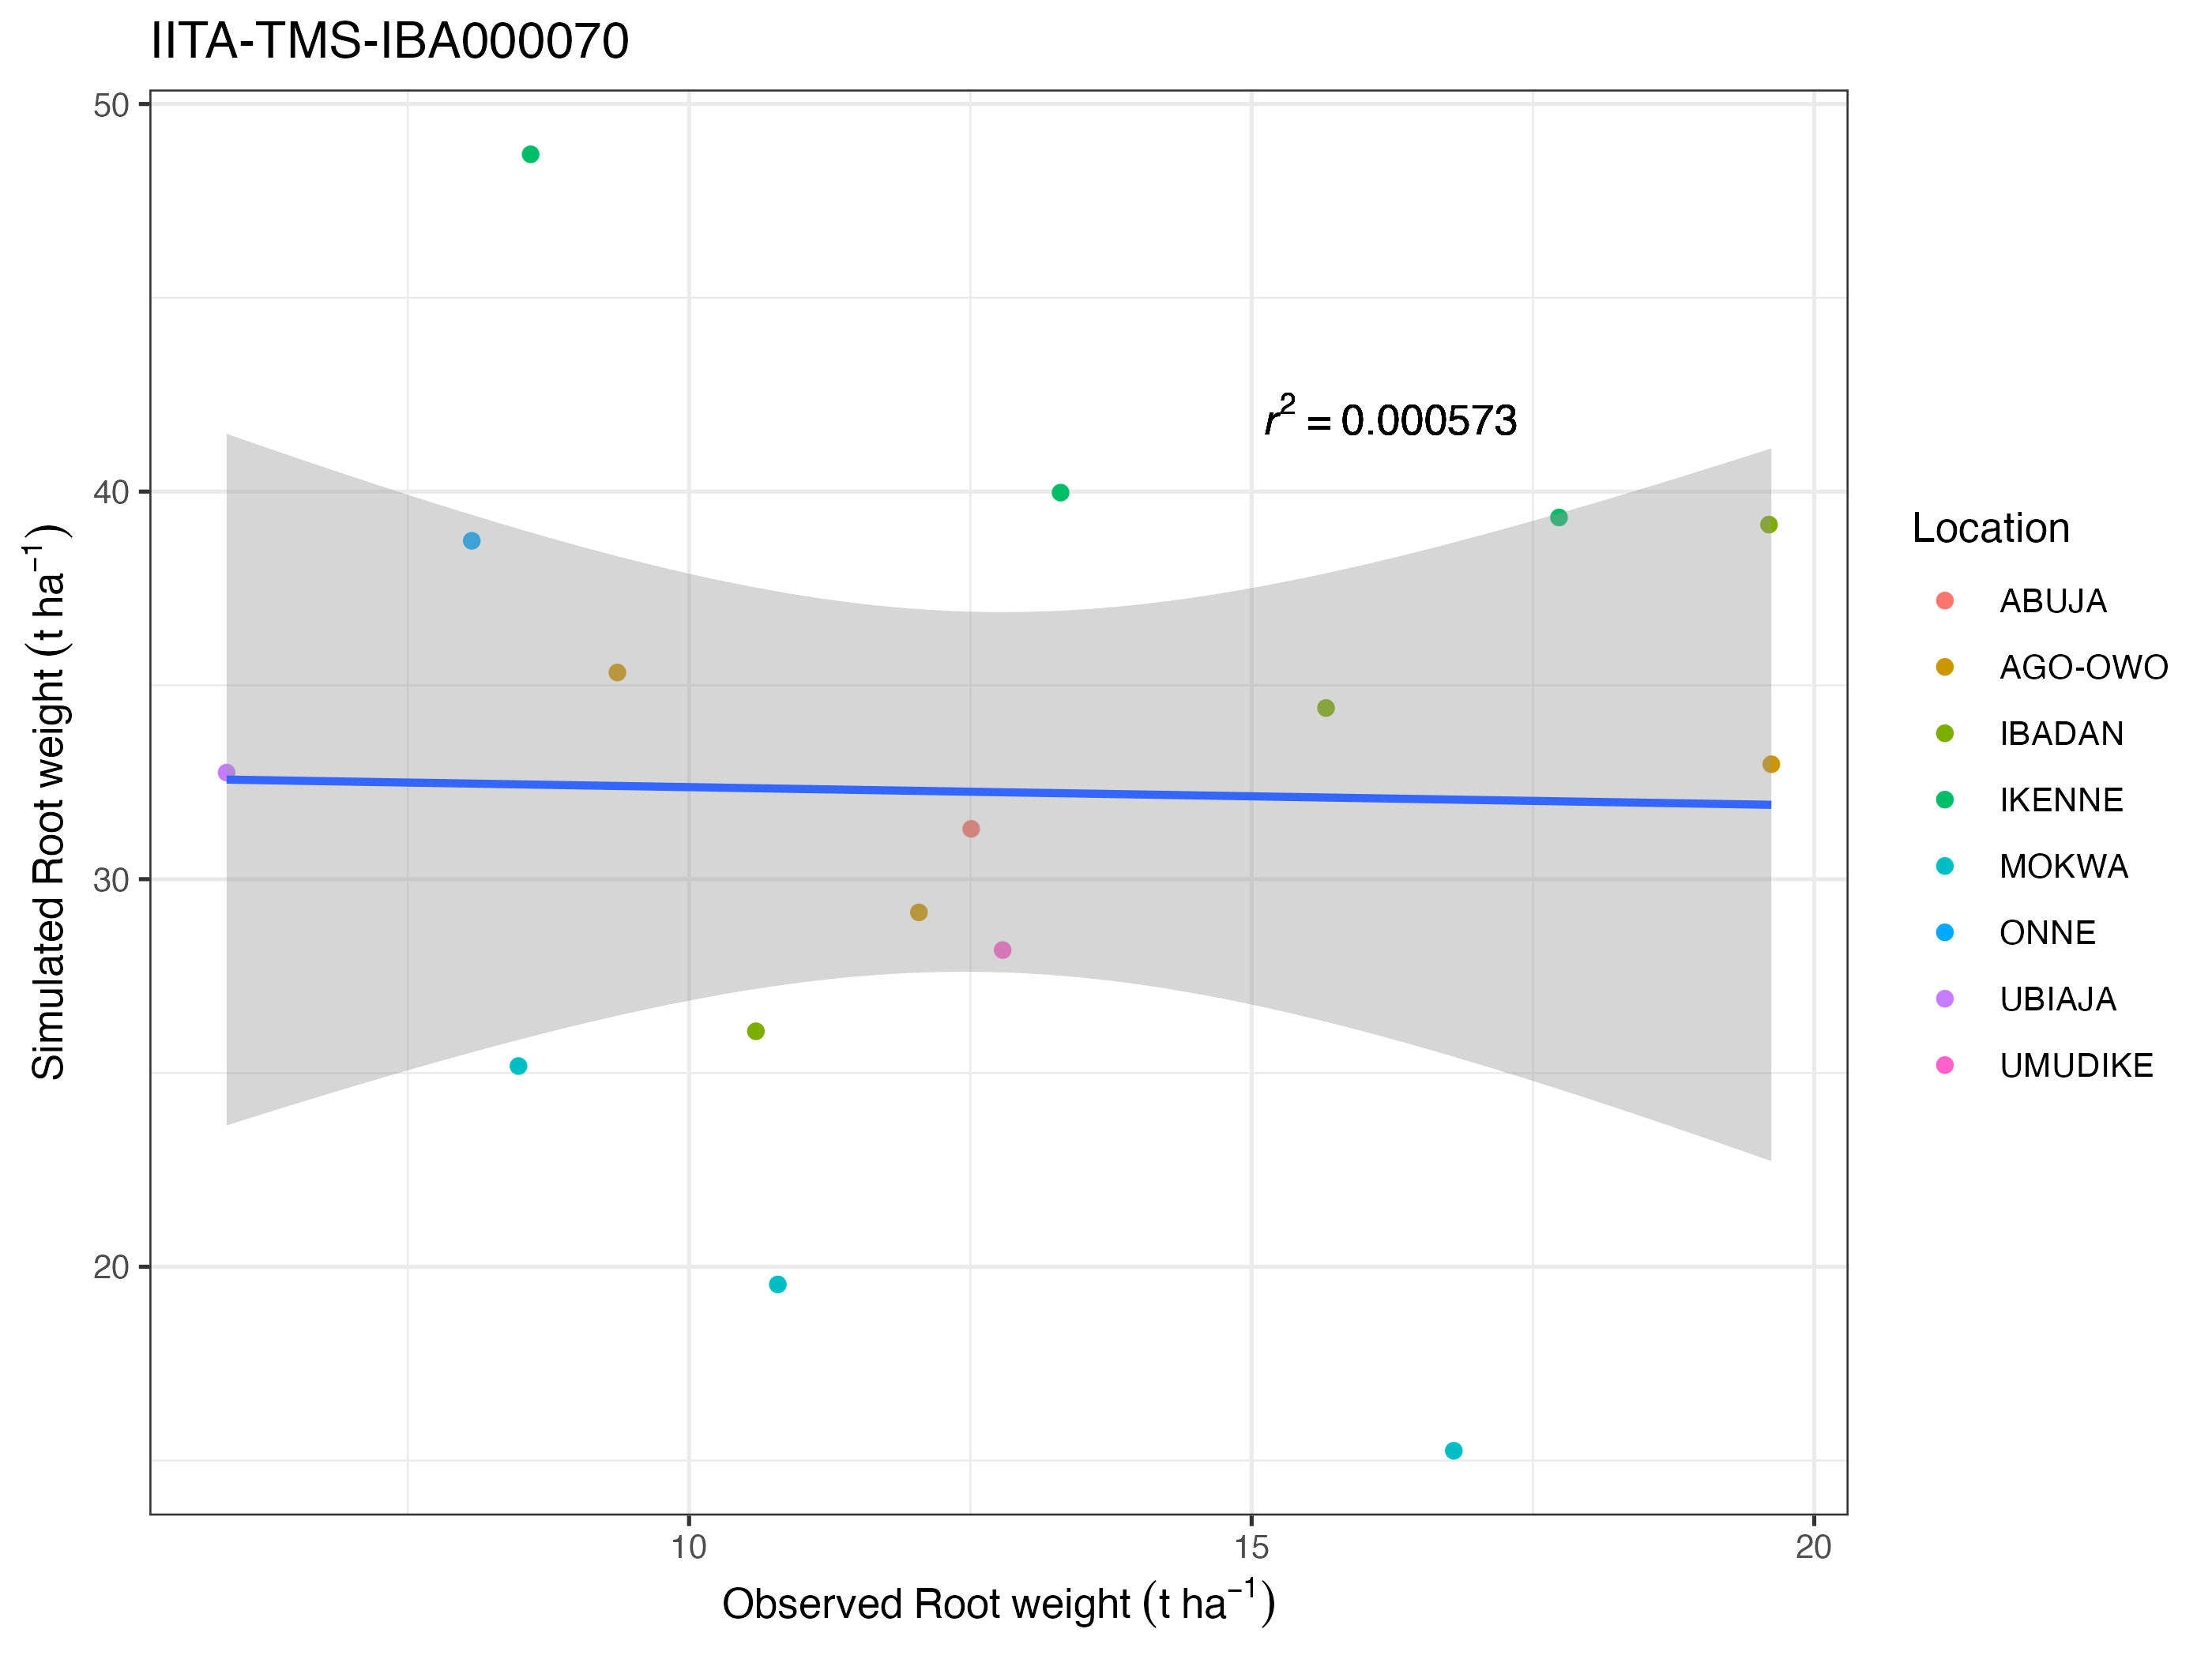 IITA-TMS-IBA000070
50
40
30
20
Simulated Root weight (t ha⁻¹)
r² = 0.000573
10
15
20
Observed Root weight (t ha⁻¹)
Location
ABUJA
AGO-OWO
IBADAN
IKENNE
MOKWA
ONNE
UBIAJA
UMUDIKE